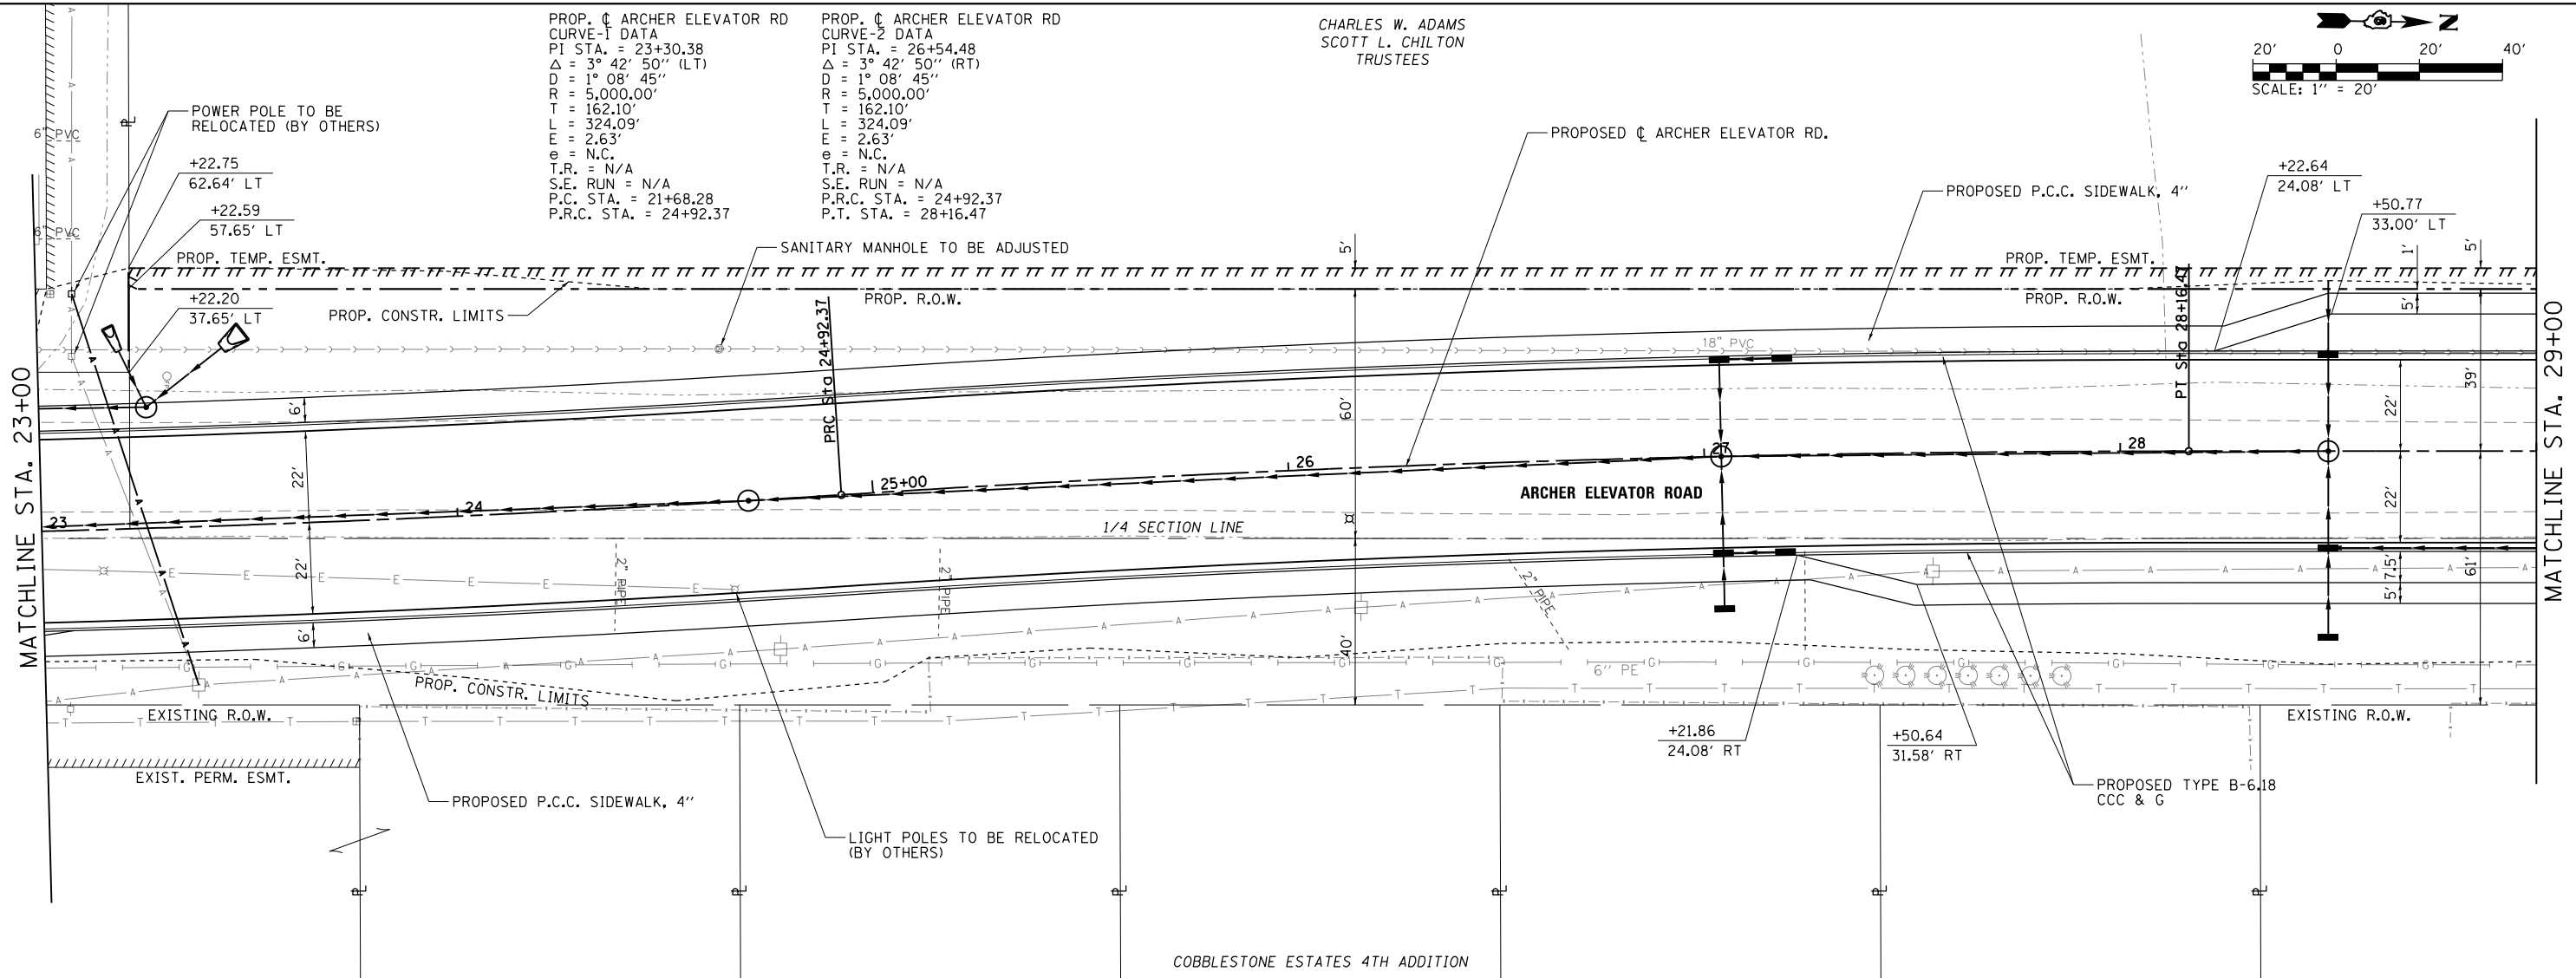 PROP. ℄ ARCHER ELEVATOR RD
CURVE-1 DATA
PI STA. = 23+30.38
Δ = 3° 42' 50'' (LT)
D = 1° 08' 45''
R = 5,000.00'
T = 162.10'
L = 324.09'
E = 2.63'
e = N.C.
T.R. = N/A
S.E. RUN = N/A
P.C. STA. = 21+68.28
P.R.C. STA. = 24+92.37
PROP. ℄ ARCHER ELEVATOR RD
CURVE-2 DATA
PI STA. = 26+54.48
Δ = 3° 42' 50'' (RT)
D = 1° 08' 45''
R = 5,000.00'
T = 162.10'
L = 324.09'
E = 2.63'
e = N.C.
T.R. = N/A
S.E. RUN = N/A
P.R.C. STA. = 24+92.37
P.T. STA. = 28+16.47
CHARLES W. ADAMS
SCOTT L. CHILTON
TRUSTEES
N
20' 0 20' 40'
SCALE: 1'' = 20'
POWER POLE TO BE
RELOCATED (BY OTHERS)
6" PVC
6" PVC
+22.75
62.64' LT
+22.59
57.65' LT
+22.20
37.65' LT
PROP. TEMP. ESMT.
PROP. CONSTR. LIMITS
SANITARY MANHOLE TO BE ADJUSTED
PROP. R.O.W.
PROPOSED ℄ ARCHER ELEVATOR RD.
PROPOSED P.C.C. SIDEWALK, 4''
+22.64
24.08' LT
+50.77
33.00' LT
PROP. TEMP. ESMT.
PROP. R.O.W.
5'
1'
5'
5'
18" PVC
PRC Sta 24+92.37
PT Sta 28+16.47
MATCHLINE STA. 23+00
MATCHLINE STA. 29+00
6'
22'
22'
6'
60'
40'
22'
22'
39'
61'
7.5'
5'
23
24
25+00
26
27
28
ARCHER ELEVATOR ROAD
1/4 SECTION LINE
2" PIPE
2" PIPE
2" PIPE
6'' PE
PROP. CONSTR. LIMITS
EXISTING R.O.W.
EXIST. PERM. ESMT.
PROPOSED P.C.C. SIDEWALK, 4''
LIGHT POLES TO BE RELOCATED
(BY OTHERS)
+21.86
24.08' RT
+50.64
31.58' RT
PROPOSED TYPE B-6.18
CCC & G
EXISTING R.O.W.
COBBLESTONE ESTATES 4TH ADDITION